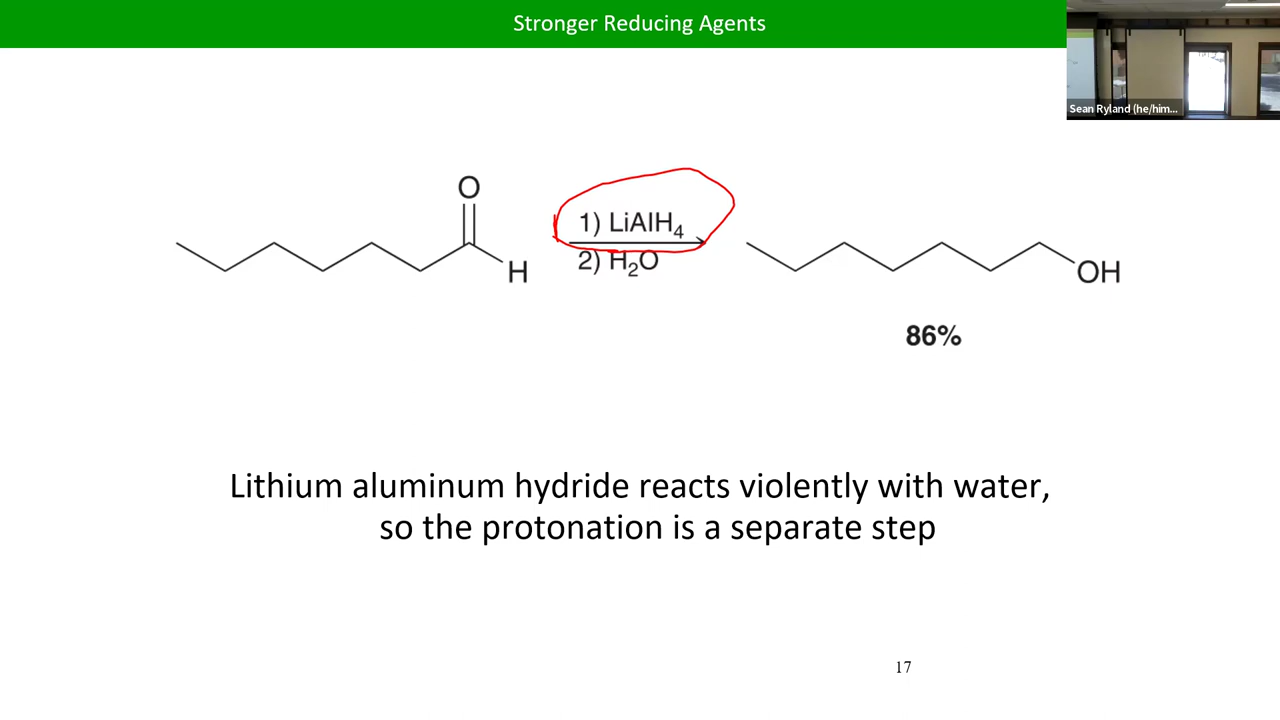 Stronger Reducing Agents
Sean Ryland (he/him...
O
1) LiAlH4
2) H2O
H
OH
86%
Lithium aluminum hydride reacts violently with water,
so the protonation is a separate step
17